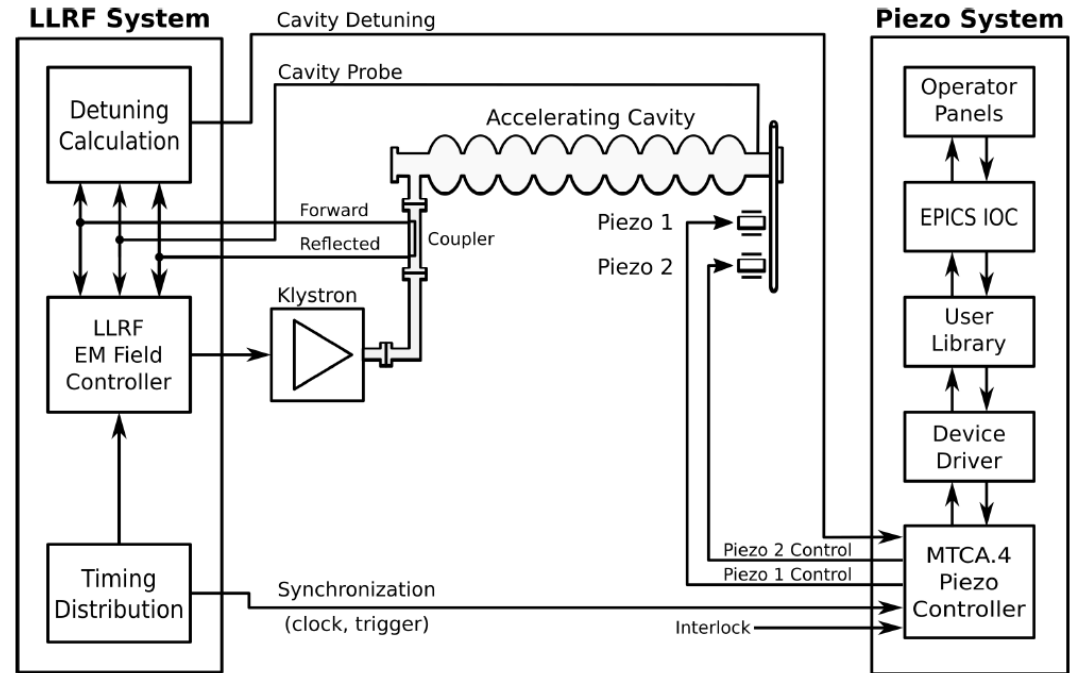 LLRF System
Piezo System
Cavity Detuning
Cavity Probe
Detuning
Calculation
Accelerating Cavity
Operator
Panels
Forward
Reflected
Coupler
Piezo 1
Piezo 2
EPICS IOC
Klystron
LLRF
EM Field
Controller
User
Library
Device
Driver
Timing
Distribution
Synchronization
(clock, trigger)
Piezo 2 Control
Piezo 1 Control
Interlock
MTCA.4
Piezo
Controller